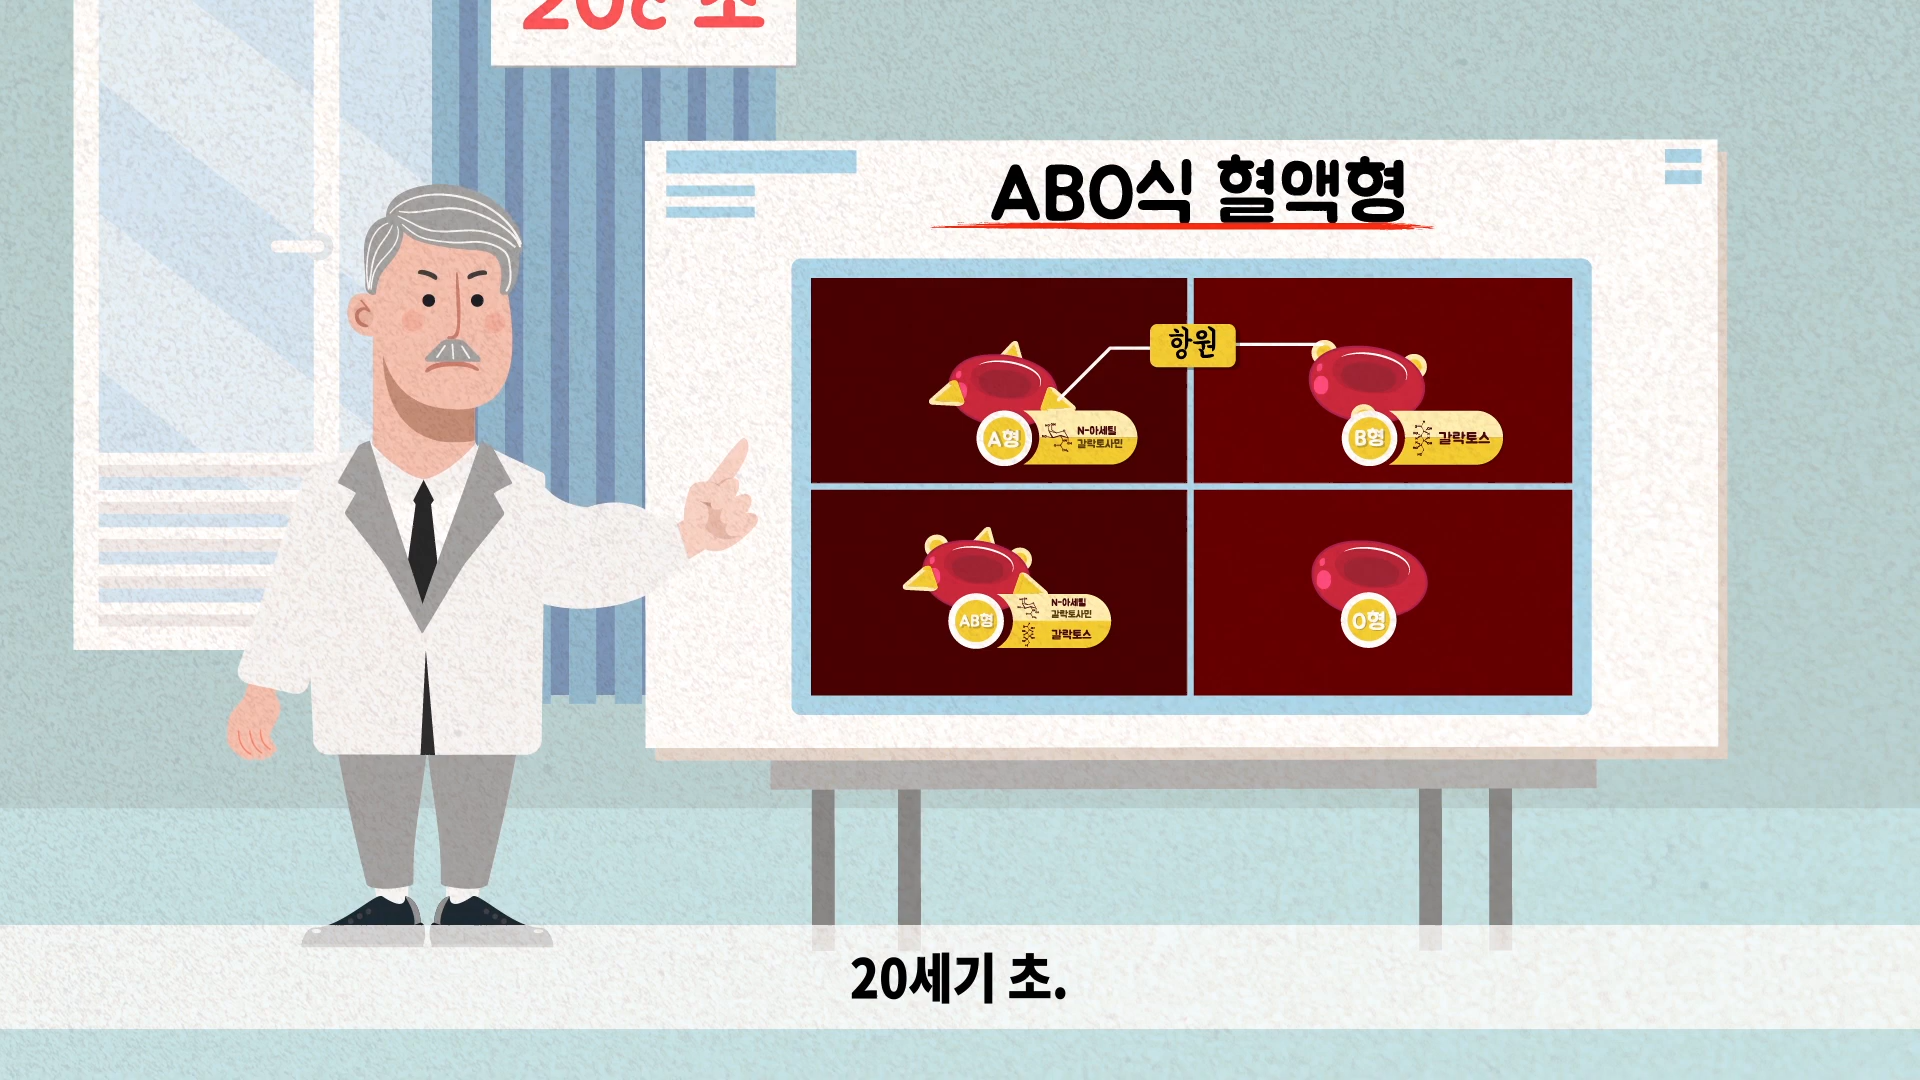 20c 초
ABO식 혈액형
항원
A형
N-아세틸
갈락토사민
B형
갈락토스
AB형
N-아세틸
갈락토사민
갈락토스
O형
20세기 초.